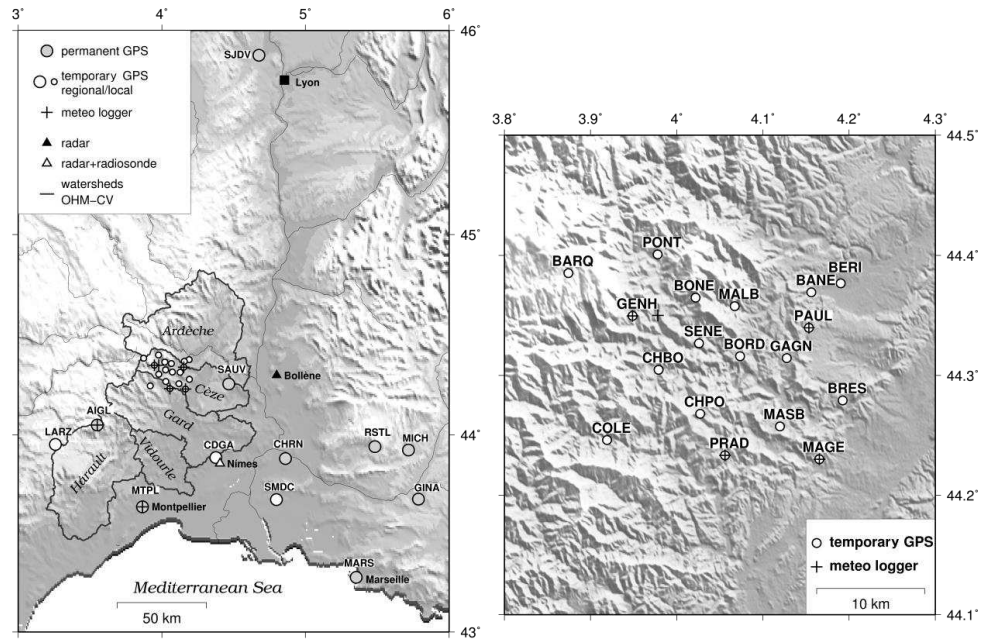 3˚
4˚
5˚
6˚
46˚
permanent GPS
temporary GPS
regional/local
meteo logger
radar
radar+radiosonde
watersheds
OHM−CV
SJDV
Lyon
45˚
Ardèche
SAUV
Bollène
Cèze
AIGL
LARZ
Gard
CDGA
Nîmes
CHRN
RSTL
MICH
44˚
Hérault
Vidourle
MTPL
Montpellier
SMDC
GINA
MARS
Marseille
Mediterranean Sea
50 km
43˚
3.8˚
3.9˚
4˚
4.1˚
4.2˚
4.3˚
44.5˚
PONT
BARQ
44.4˚
BERI
BANE
BONE
MALB
GENH
PAUL
SENE
BORD
GAGN
CHBO
44.3˚
BRES
CHPO
MASB
COLE
PRAD
MAGE
44.2˚
temporary GPS
meteo logger
10 km
44.1˚